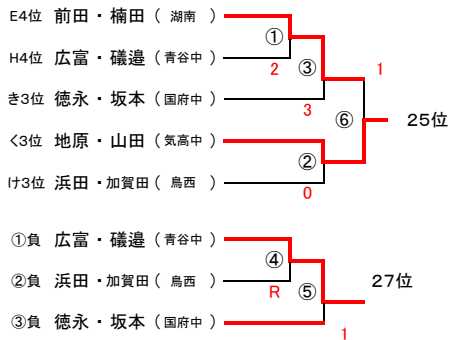 E4位 前田・楠田 ( 湖南 )
①
H4位 広富・礒邉 ( 青谷中 )
2
③
1
き3位 徳永・坂本 ( 国府中 )
3
⑥
25位
く3位 地原・山田 ( 気高中 )
②
け3位 浜田・加賀田 ( 鳥西 )
0
①負 広富・礒邉 ( 青谷中 )
④
②負 浜田・加賀田 ( 鳥西 )
R
⑤
27位
③負 徳永・坂本 ( 国府中 )
1